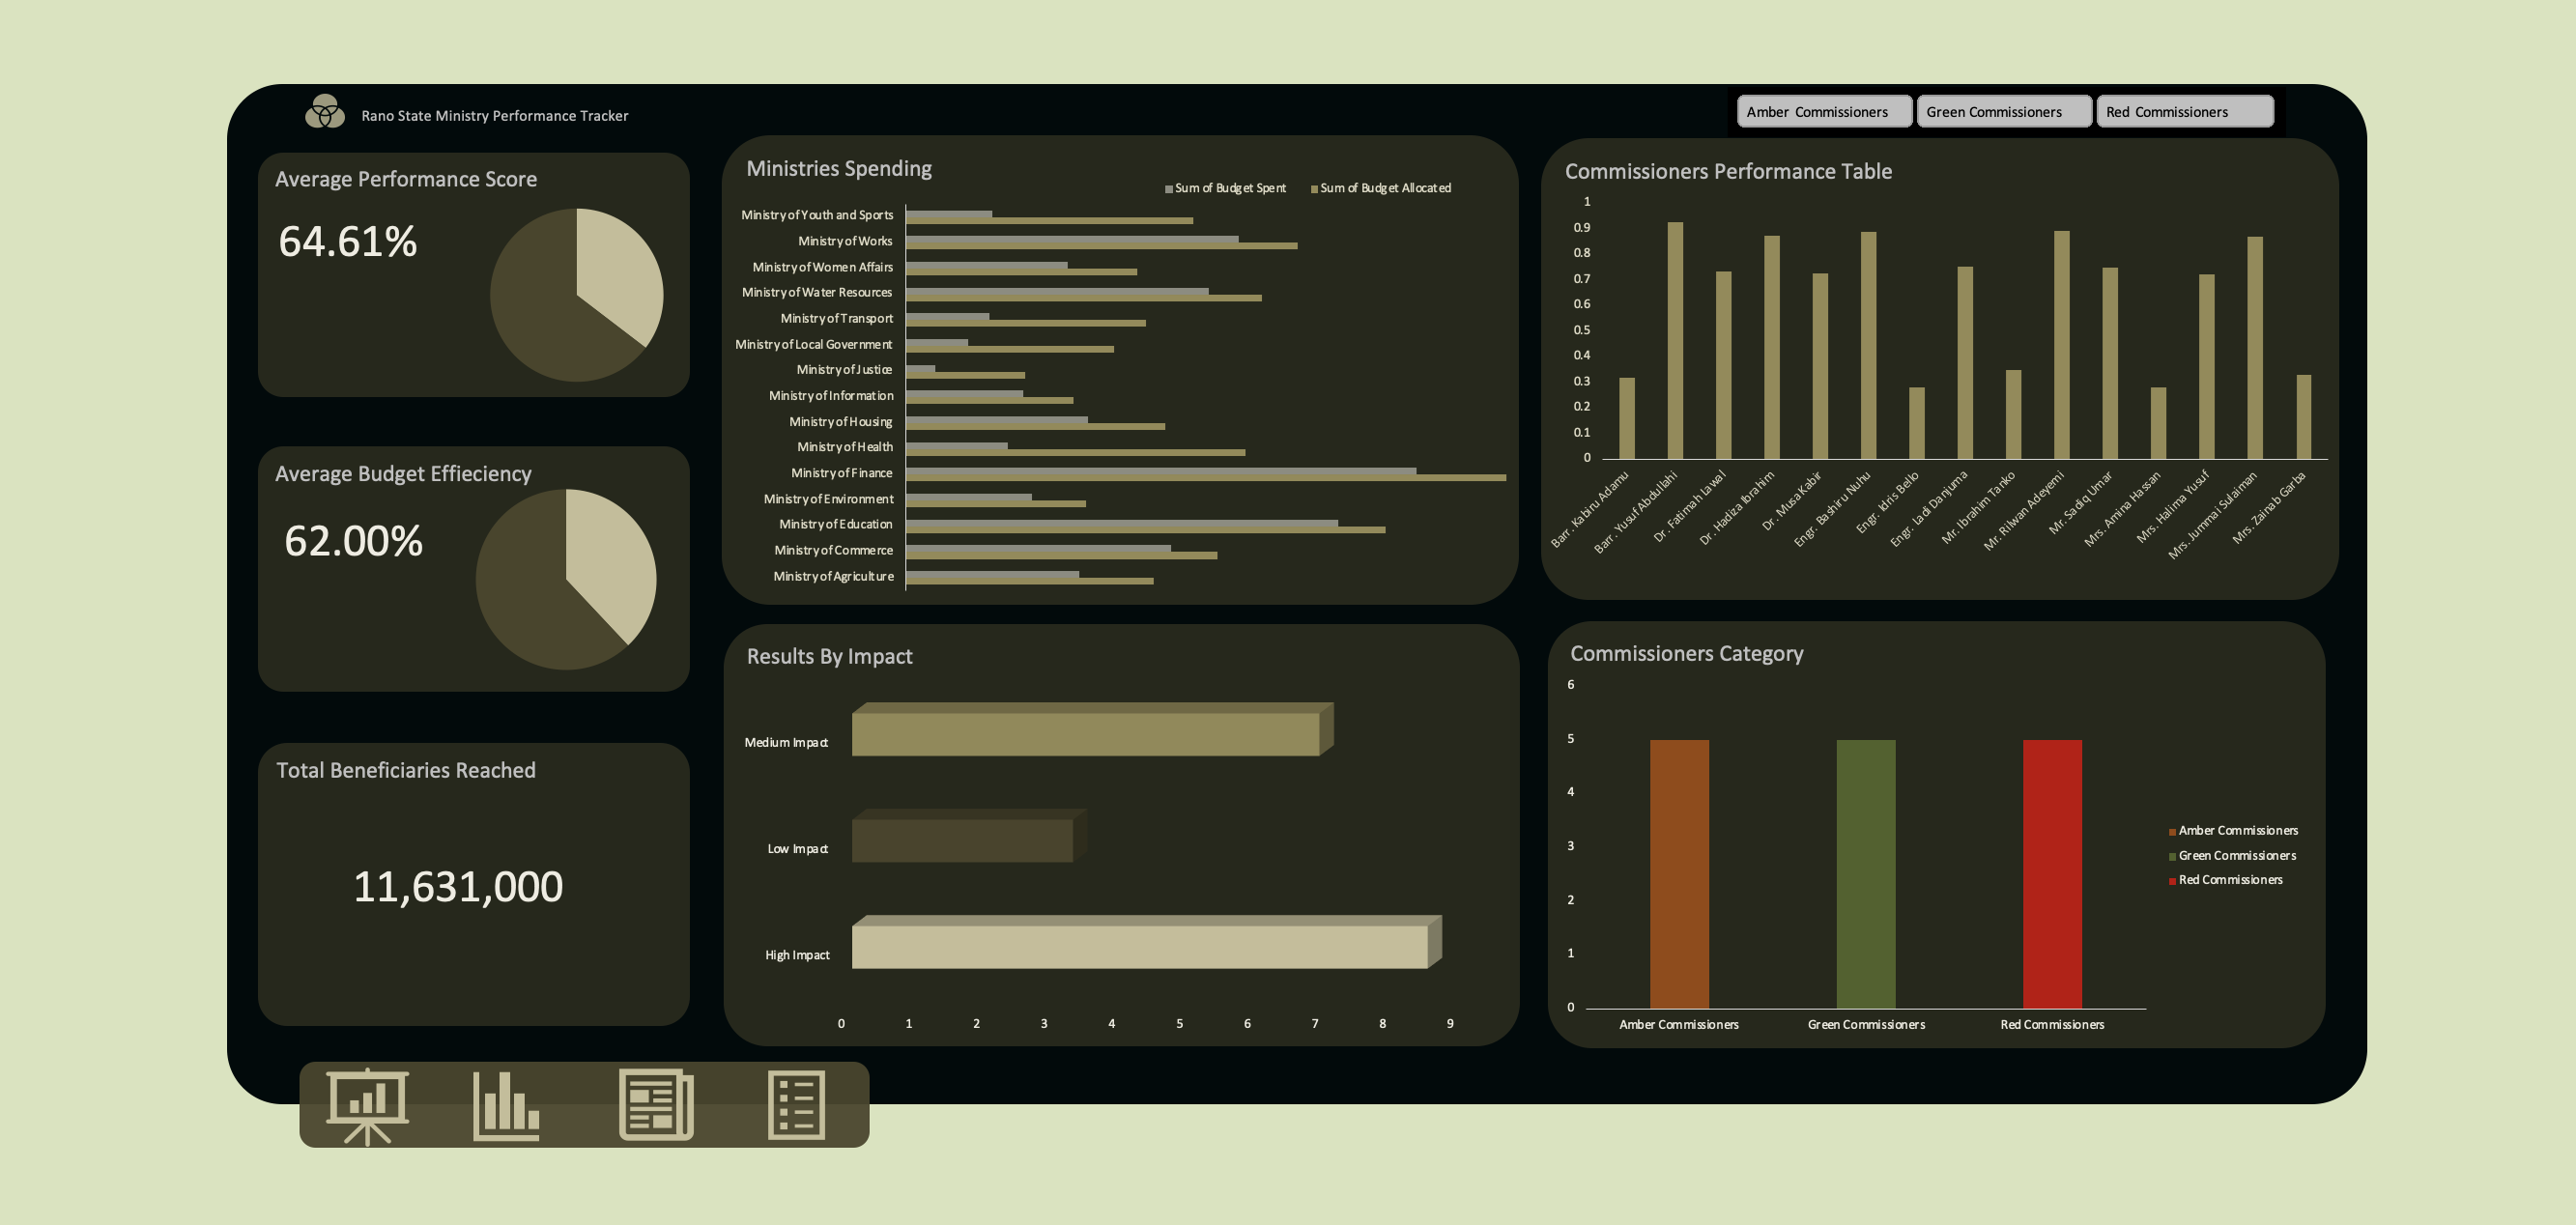 Rano State Ministry Performance Tracker
Amber Commissioners
Green Commissioners
Red Commissioners
Average Performance Score
64.61%
Average Budget Effieciency
62.00%
Total Beneficiaries Reached
11,631,000
Ministries Spending
Sum of Budget Spent
Sum of Budget Allocated
Ministry of Youth and Sports
Ministry of Works
Ministry of Women Affairs
Ministry of Water Resources
Ministry of Transport
Ministry of Local Government
Ministry of Justice
Ministry of Information
Ministry of Housing
Ministry of Health
Ministry of Finance
Ministry of Environment
Ministry of Education
Ministry of Commerce
Ministry of Agriculture
Results By Impact
Medium Impact
Low Impact
High Impact
0 1 2 3 4 5 6 7 8 9
Commissioners Performance Table
1
0.9
0.8
0.7
0.6
0.5
0.4
0.3
0.2
0.1
0
Barr. Kabiru Adamu
Barr. Yusuf Abdullahi
Dr. Fatimah Lawal
Dr. Hadiza Ibrahim
Dr. Musa Kabir
Engr. Bashiru Nuhu
Engr. Idris Bello
Engr. Ladi Danjuma
Mr. Ibrahim Tanko
Mr. Rilwan Adeyemi
Mr. Sadiq Umar
Mrs. Amina Hassan
Mrs. Halima Yusuf
Mrs. Jummai Sulaiman
Mrs. Zainab Garba
Commissioners Category
6
5
4
3
2
1
0
Amber Commissioners
Green Commissioners
Red Commissioners
Amber Commissioners
Green Commissioners
Red Commissioners